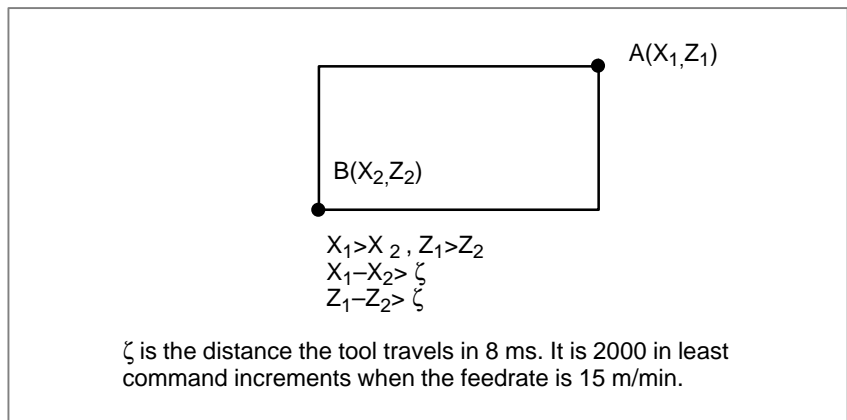 A(X₁,Z₁)
B(X₂,Z₂)
X₁>X ₂ , Z₁>Z₂
X₁–X₂> ζ
Z₁–Z₂> ζ
ζ is the distance the tool travels in 8 ms. It is 2000 in least
command increments when the feedrate is 15 m/min.